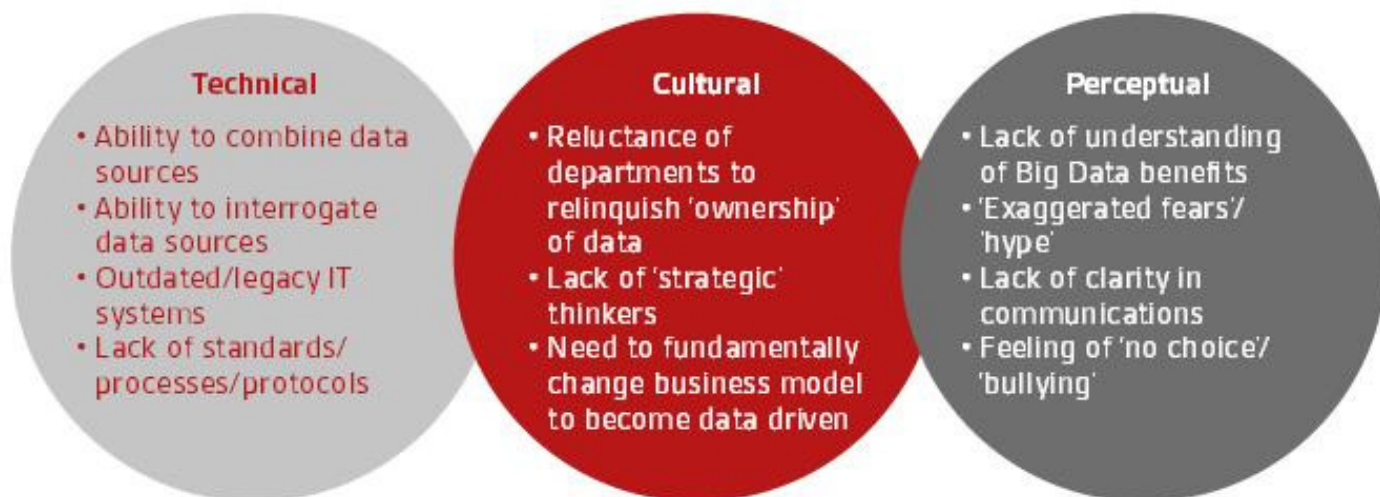 Technical
• Ability to combine data
sources
• Ability to interrogate
data sources
• Outdated/legacy IT
systems
• Lack of standards/
processes/protocols
Cultural
• Reluctance of
departments to
relinquish 'ownership'
of data
• Lack of 'strategic'
thinkers
• Need to fundamentally
change business model
to become data driven
Perceptual
• Lack of understanding
of Big Data benefits
• 'Exaggerated fears'/
'hype'
• Lack of clarity in
communications
• Feeling of 'no choice'/
'bullying'